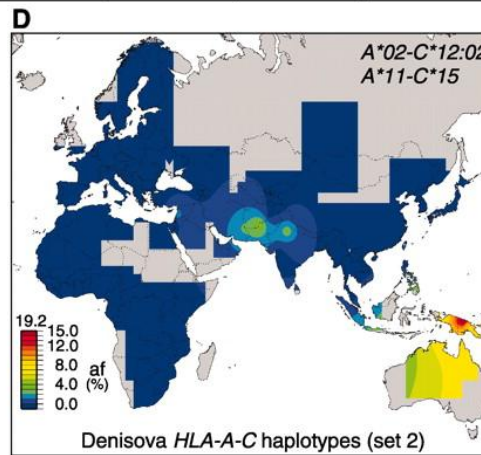 D
A*02-C*12:02
A*11-C*15
19.2
15.0
12.0
8.0
af
4.0
(%)
0.0
Denisova HLA-A-C haplotypes (set 2)